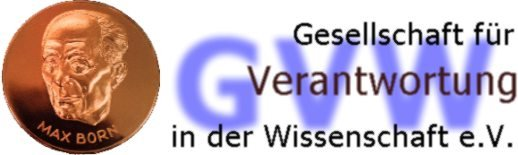 MAX BORN
Gesellschaft für
GVW
Verantwortung
in der Wissenschaft e.V.